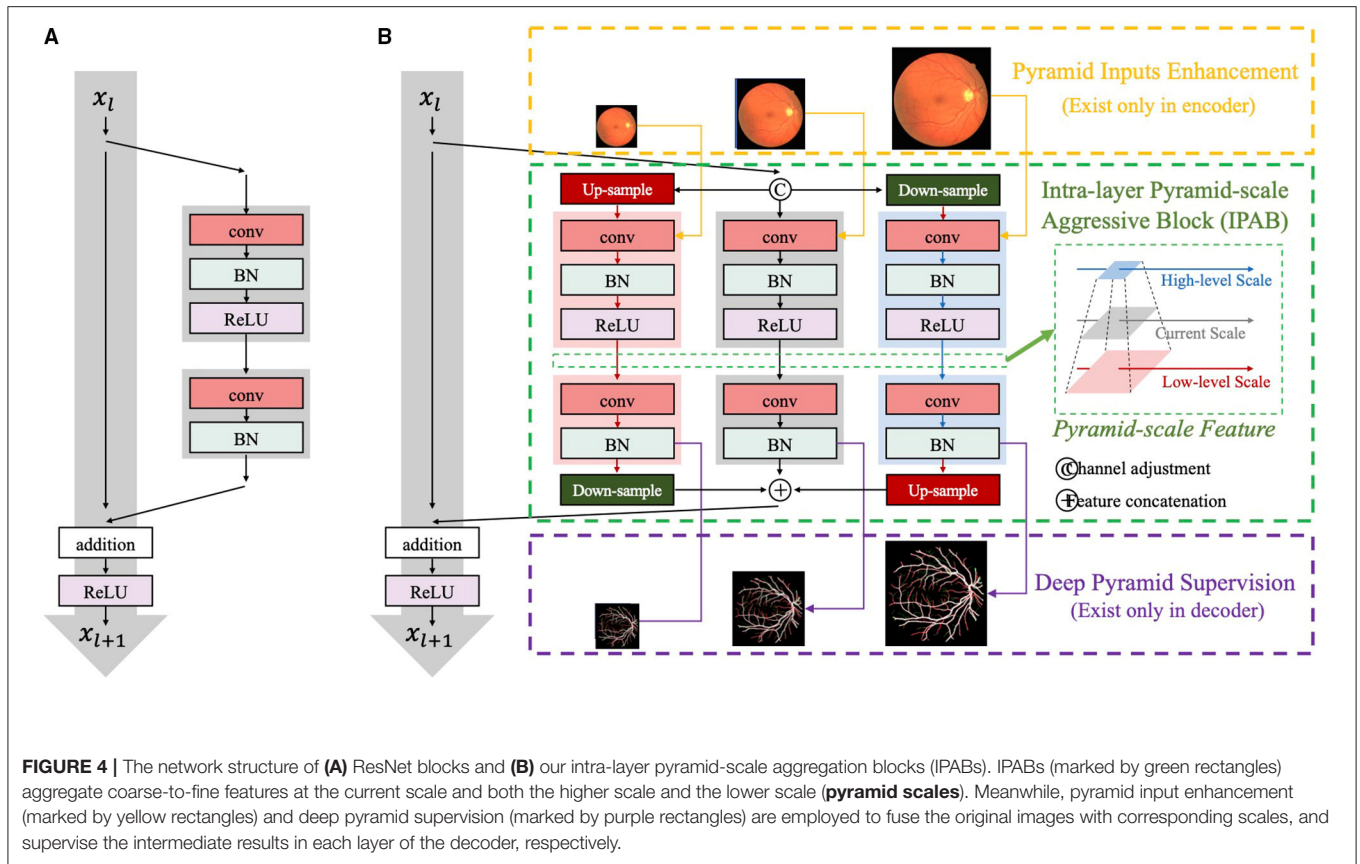 A
x_l
conv
BN
ReLU
conv
BN
addition
ReLU
x_{l+1}
B
x_l
Pyramid Inputs Enhancement
(Exist only in encoder)
Up-sample
C
Down-sample
conv
conv
conv
BN
BN
BN
ReLU
ReLU
ReLU
conv
conv
conv
BN
BN
BN
Down-sample
+
Up-sample
addition
ReLU
x_{l+1}
Intra-layer Pyramid-scale
Aggressive Block (IPAB)
High-level Scale
Current Scale
Low-level Scale
Pyramid-scale Feature
Channel adjustment
Feature concatenation
Deep Pyramid Supervision
(Exist only in decoder)
FIGURE 4 | The network structure of (A) ResNet blocks and (B) our intra-layer pyramid-scale aggregation blocks (IPABs). IPABs (marked by green rectangles)
aggregate coarse-to-fine features at the current scale and both the higher scale and the lower scale (pyramid scales). Meanwhile, pyramid input enhancement
(marked by yellow rectangles) and deep pyramid supervision (marked by purple rectangles) are employed to fuse the original images with corresponding scales, and
supervise the intermediate results in each layer of the decoder, respectively.